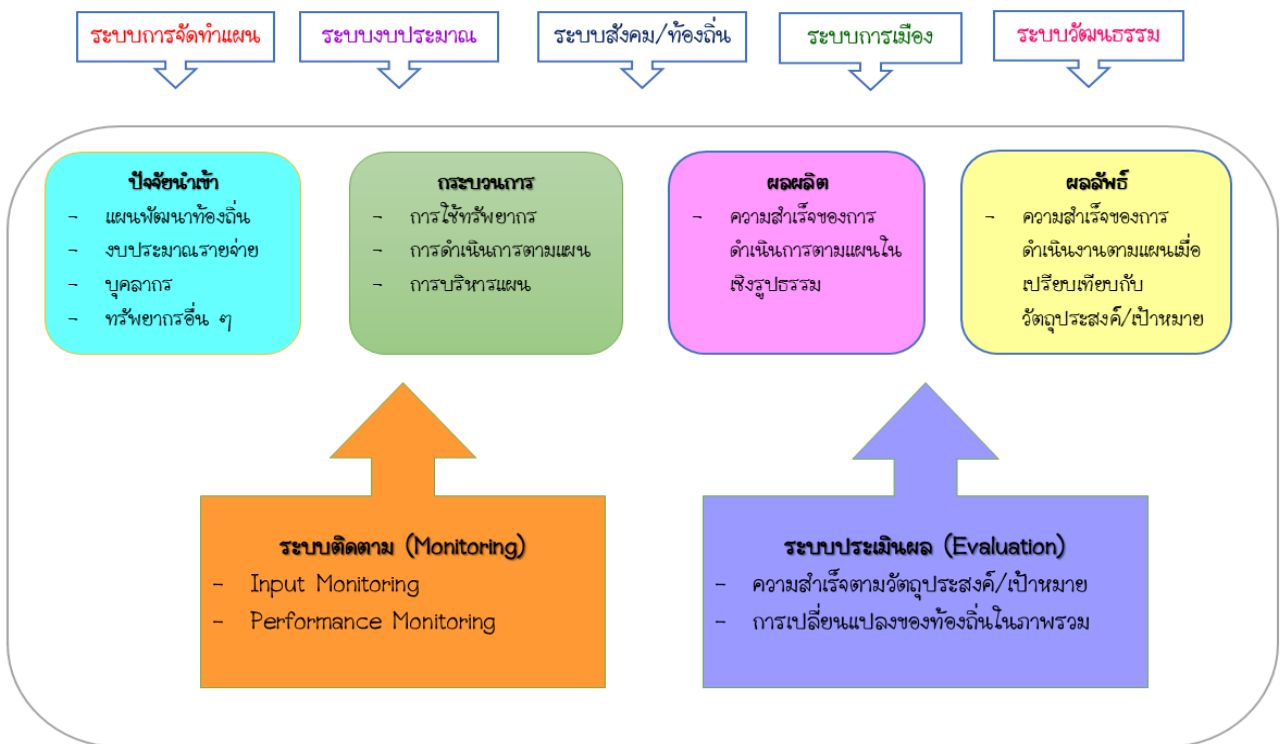 ระบบการจัดทำแผน
ระบบงบประมาณ
ระบบสังคม/ท้องถิ่น
ระบบการเมือง
ระบบวัฒนธรรม
ปัจจัยนำเข้า
- แผนพัฒนาท้องถิ่น
- งบประมาณรายจ่าย
- บุคลากร
- ทรัพยากรอื่น ๆ
กระบวนการ
- การใช้ทรัพยากร
- การดำเนินการตามแผน
- การบริหารแผน
ผลผลิต
- ความสำเร็จของการ
ดำเนินการตามแผนใน
เชิงรูปธรรม
ผลลัพธ์
- ความสำเร็จของการ
ดำเนินงานตามแผนเมื่อ
เปรียบเทียบกับ
วัตถุประสงค์/เป้าหมาย
ระบบติดตาม (Monitoring)
- Input Monitoring
- Performance Monitoring
ระบบประเมินผล (Evaluation)
- ความสำเร็จตามวัตถุประสงค์/เป้าหมาย
- การเปลี่ยนแปลงของท้องถิ่นในภาพรวม